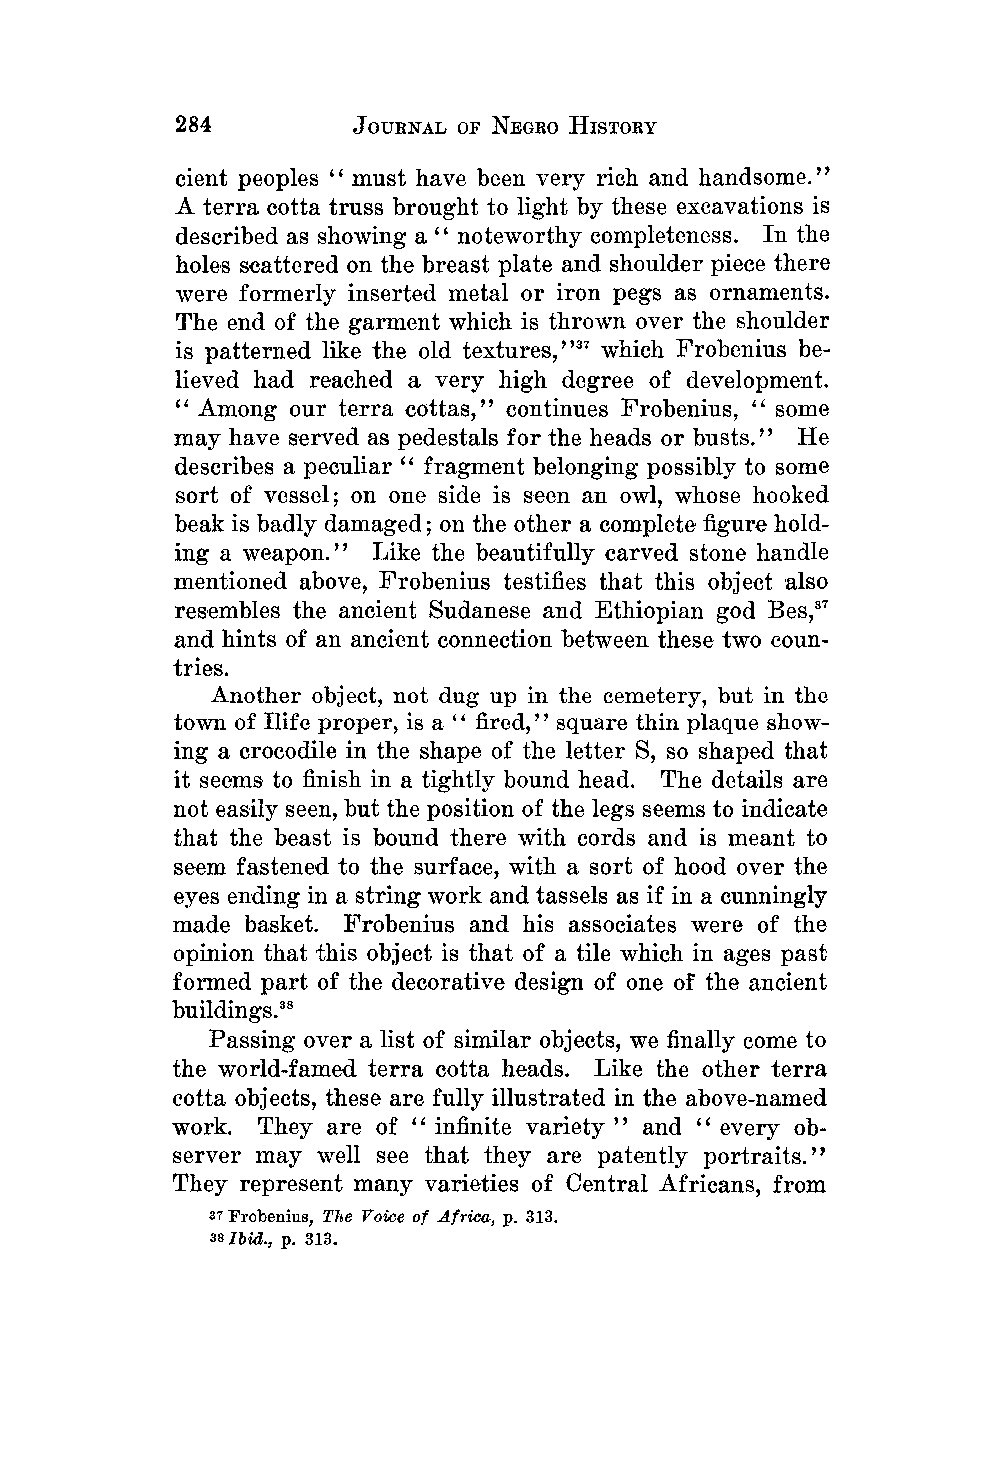 284 JOURNAL OF NEGRO HISTORY
cient peoples “ must have been very rich and handsome.”
A terra cotta truss brought to light by these excavations is
described as showing a “ noteworthy completeness. In the
holes scattered on the breast plate and shoulder piece there
were formerly inserted metal or iron pegs as ornaments.
The end of the garment which is thrown over the shoulder
is patterned like the old textures,”³⁷ which Frobenius be-
lieved had reached a very high degree of development.
“ Among our terra cottas,” continues Frobenius, “ some
may have served as pedestals for the heads or busts.” He
describes a peculiar “ fragment belonging possibly to some
sort of vessel; on one side is seen an owl, whose hooked
beak is badly damaged; on the other a complete figure hold-
ing a weapon.” Like the beautifully carved stone handle
mentioned above, Frobenius testifies that this object also
resembles the ancient Sudanese and Ethiopian god Bes,³⁷
and hints of an ancient connection between these two coun-
tries.
Another object, not dug up in the cemetery, but in the
town of Ilife proper, is a “ fired,” square thin plaque show-
ing a crocodile in the shape of the letter S, so shaped that
it seems to finish in a tightly bound head. The details are
not easily seen, but the position of the legs seems to indicate
that the beast is bound there with cords and is meant to
seem fastened to the surface, with a sort of hood over the
eyes ending in a string work and tassels as if in a cunningly
made basket. Frobenius and his associates were of the
opinion that this object is that of a tile which in ages past
formed part of the decorative design of one of the ancient
buildings.³⁸
Passing over a list of similar objects, we finally come to
the world-famed terra cotta heads. Like the other terra
cotta objects, these are fully illustrated in the above-named
work. They are of “ infinite variety ” and “ every ob-
server may well see that they are patently portraits.”
They represent many varieties of Central Africans, from
³⁷ Frobenius, The Voice of Africa, p. 313.
³⁸ Ibid., p. 313.